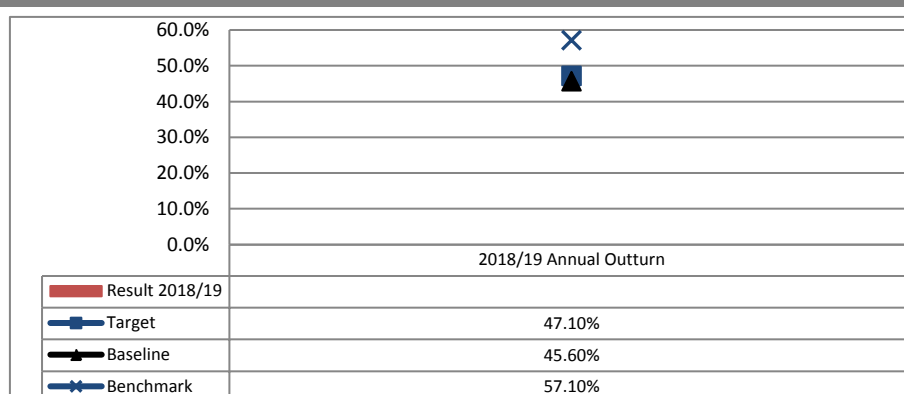 60.0%
50.0%
40.0%
30.0%
20.0%
10.0%
0.0%
2018/19 Annual Outturn
Result 2018/19
Target 47.10%
Baseline 45.60%
Benchmark 57.10%